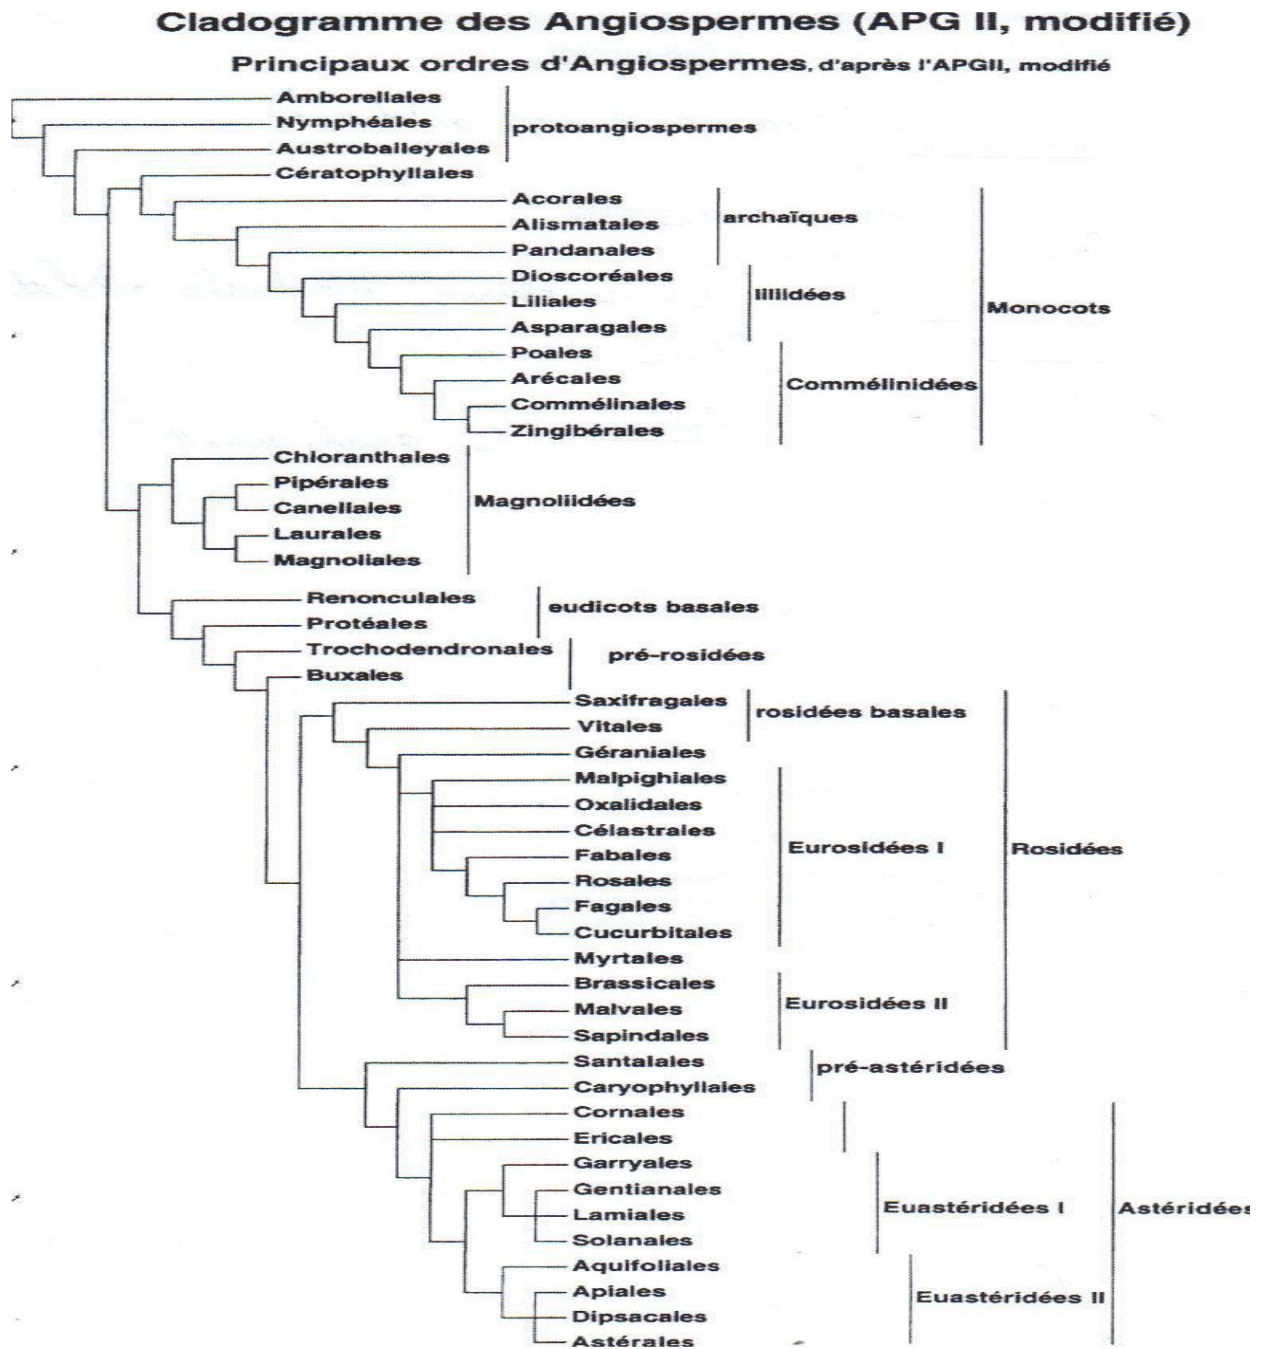 Cladogramme des Angiospermes (APG II, modifié)
Principaux ordres d'Angiospermes, d'après l'APGII, modifié
Amborellales
Nymphéales
protoangiospermes
Austrobaileyales
Cératophyllales
Acorales
archaïques
Alismatales
Pandanales
Dioscoréales
liliidées
Liliales
Monocots
Asparagales
Poales
Arécales
Commélinidées
Commélinales
Zingibérales
Chloranthales
Pipérales
Magnoliidées
Canellales
Laurales
Magnoliales
Renonculales
eudicots basales
Protéales
Trochodendronales
pré-rosidées
Buxales
Saxifragales
rosidées basales
Vitales
Géraniales
Malpighiales
Oxalidales
Célastrales
Eurosidées I
Rosidées
Fabales
Rosales
Fagales
Cucurbitales
Myrtales
Brassicales
Eurosidées II
Malvales
Sapindales
Santalales
pré-astéridées
Caryophyllales
Cornales
Ericales
Garryales
Gentianales
Euastéridées I
Astéridées
Lamiales
Solanales
Aquifoliales
Apiales
Euastéridées II
Dipsacales
Astérales